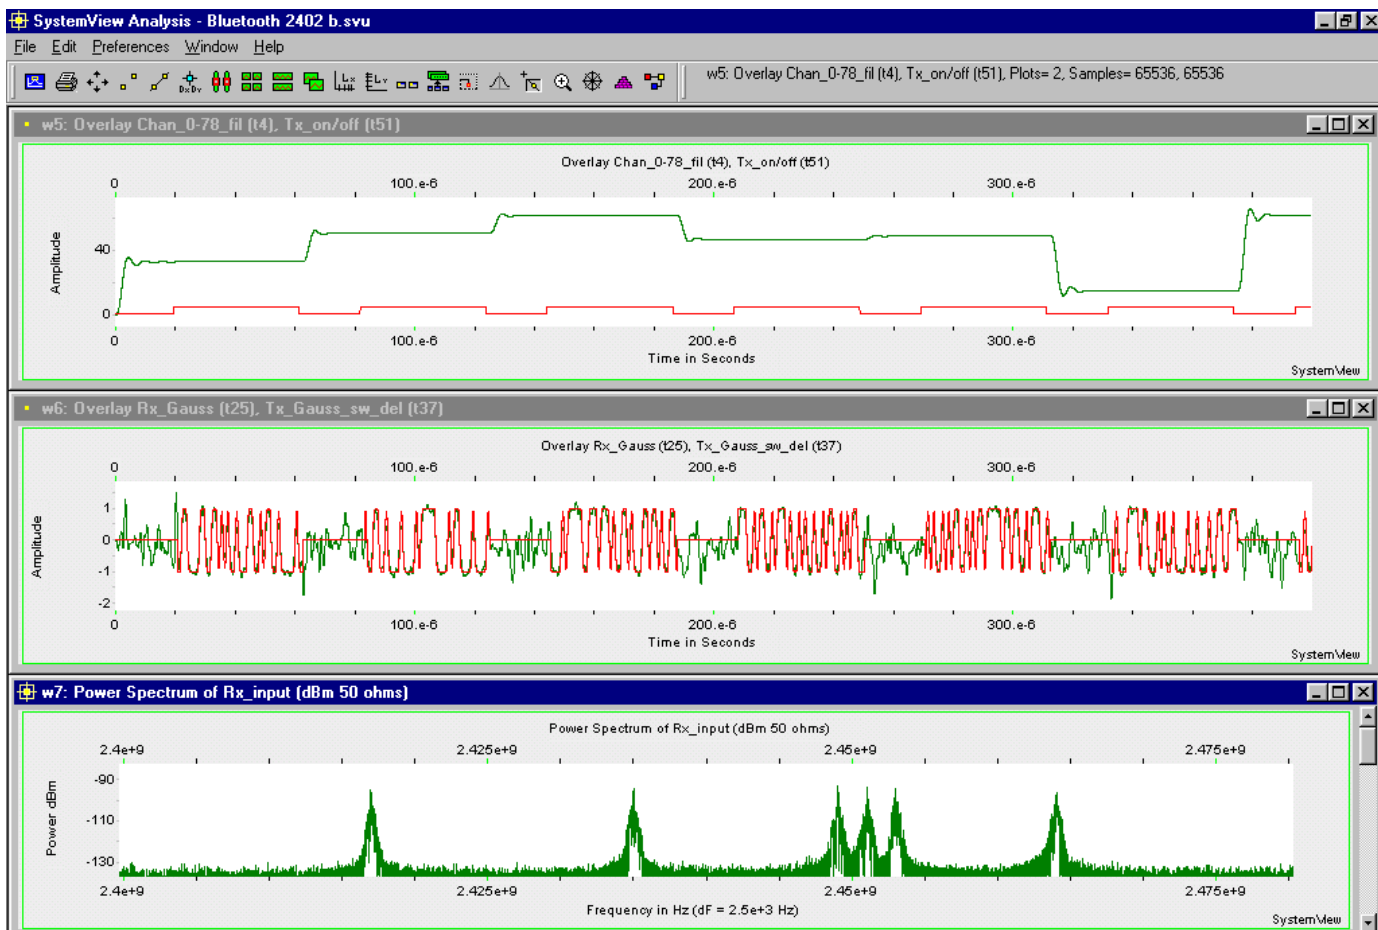 SystemView Analysis - Bluetooth 2402 b.svu
File Edit Preferences Window Help
w5: Overlay Chan_0-78_fil (t4), Tx_on/off (t51), Plots= 2, Samples= 65536, 65536
w5: Overlay Chan_0-78_fil (t4), Tx_on/off (t51)
Overlay Chan_0-78_fil (t4), Tx_on/off (t51)
0 100.e-6 200.e-6 300.e-6
Amplitude
40
0
0 100.e-6 200.e-6 300.e-6
Time in Seconds
SystemView
w6: Overlay Rx_Gauss (t25), Tx_Gauss_sw_del (t37)
Overlay Rx_Gauss (t25), Tx_Gauss_sw_del (t37)
0 100.e-6 200.e-6 300.e-6
Amplitude
1
0
-1
-2
0 100.e-6 200.e-6 300.e-6
Time in Seconds
SystemView
w7: Power Spectrum of Rx_input (dBm 50 ohms)
Power Spectrum of Rx_input (dBm 50 ohms)
2.4e+9 2.425e+9 2.45e+9 2.475e+9
Power dBm
-90
-110
-130
2.4e+9 2.425e+9 2.45e+9 2.475e+9
Frequency in Hz (dF = 2.5e+3 Hz)
SystemView